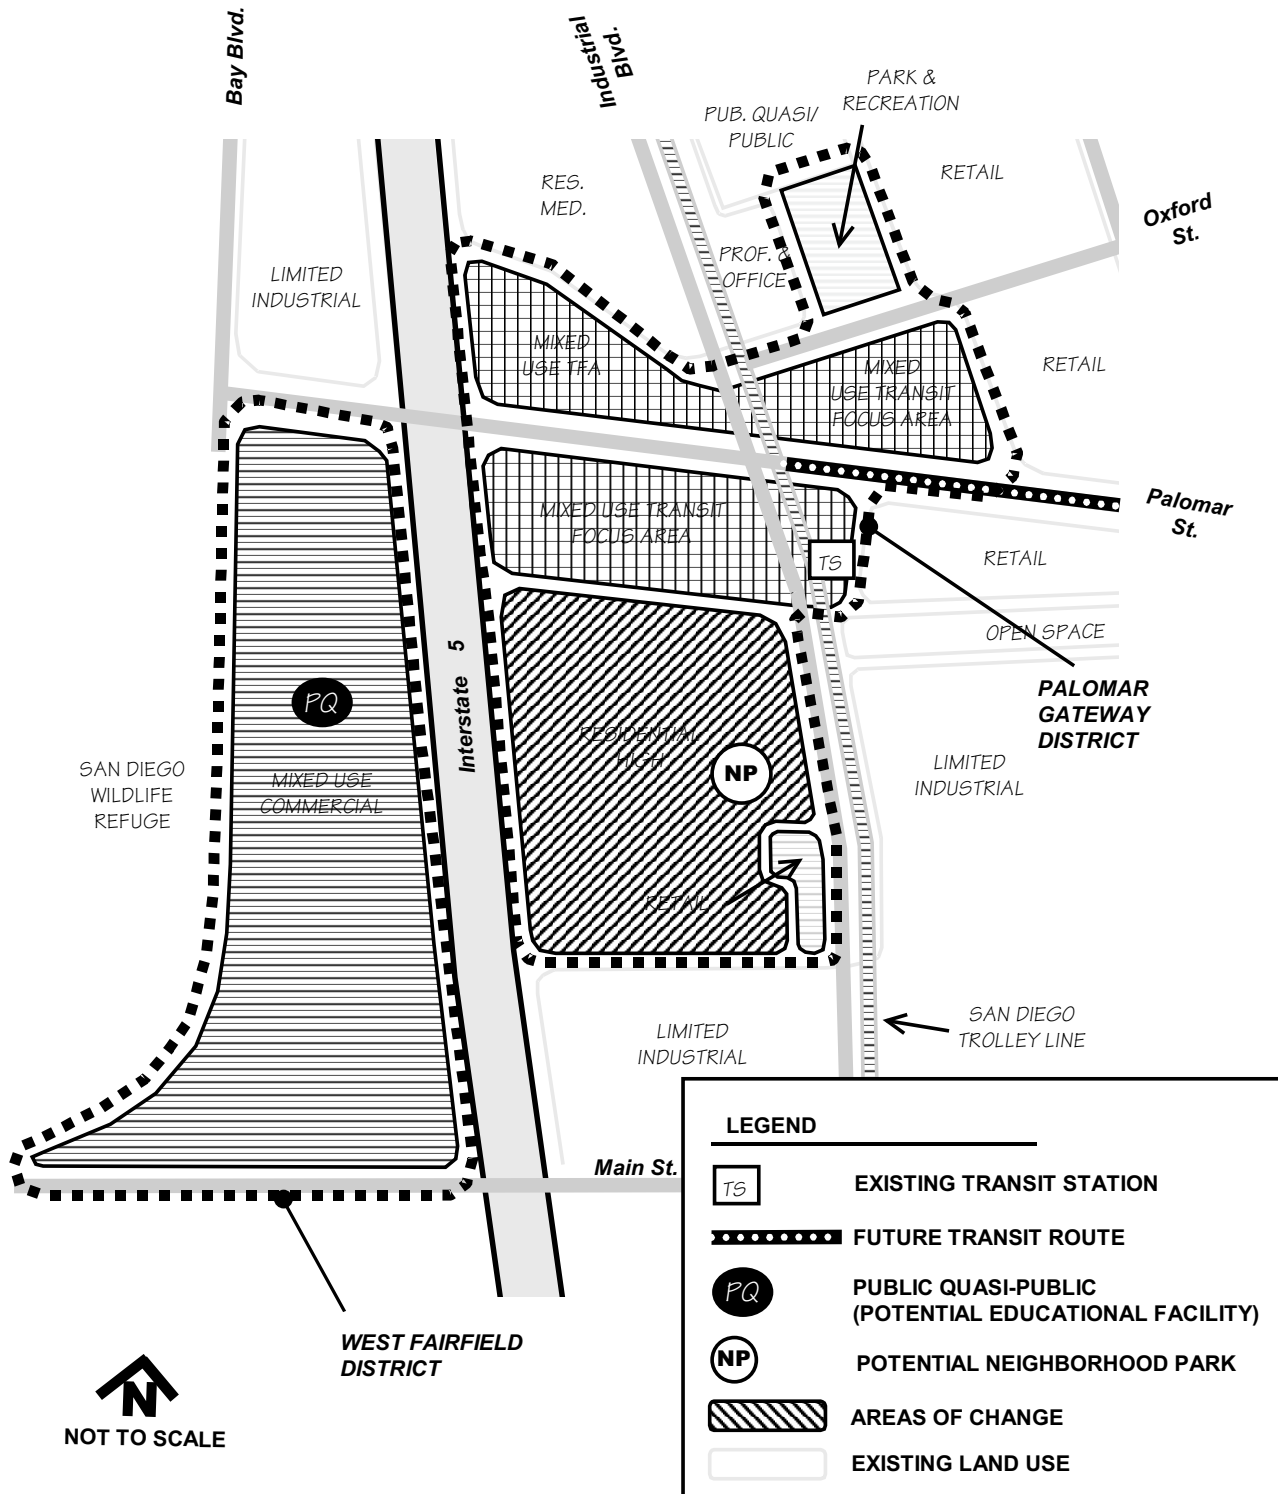 Bay Blvd.
Industrial
Blvd.
PARK &
RECREATION
PUB. QUASI/
PUBLIC
RETAIL
RES.
MED.
Oxford
St.
PROF. &
OFFICE
LIMITED
INDUSTRIAL
MIXED
USE TFA
MIXED
USE TRANSIT
FOCUS AREA
RETAIL
Palomar
St.
MIXED USE TRANSIT
FOCUS AREA
TS
RETAIL
OPEN SPACE
Interstate 5
PQ
PALOMAR
GATEWAY
DISTRICT
RESIDENTIAL
HIGH
NP
SAN DIEGO
WILDLIFE
REFUGE
MIXED USE
COMMERCIAL
LIMITED
INDUSTRIAL
RETAIL
LIMITED
INDUSTRIAL
SAN DIEGO
TROLLEY LINE
Main St.
WEST FAIRFIELD
DISTRICT
N
NOT TO SCALE
LEGEND
TS EXISTING TRANSIT STATION
FUTURE TRANSIT ROUTE
PQ PUBLIC QUASI-PUBLIC
(POTENTIAL EDUCATIONAL FACILITY)
NP POTENTIAL NEIGHBORHOOD PARK
AREAS OF CHANGE
EXISTING LAND USE